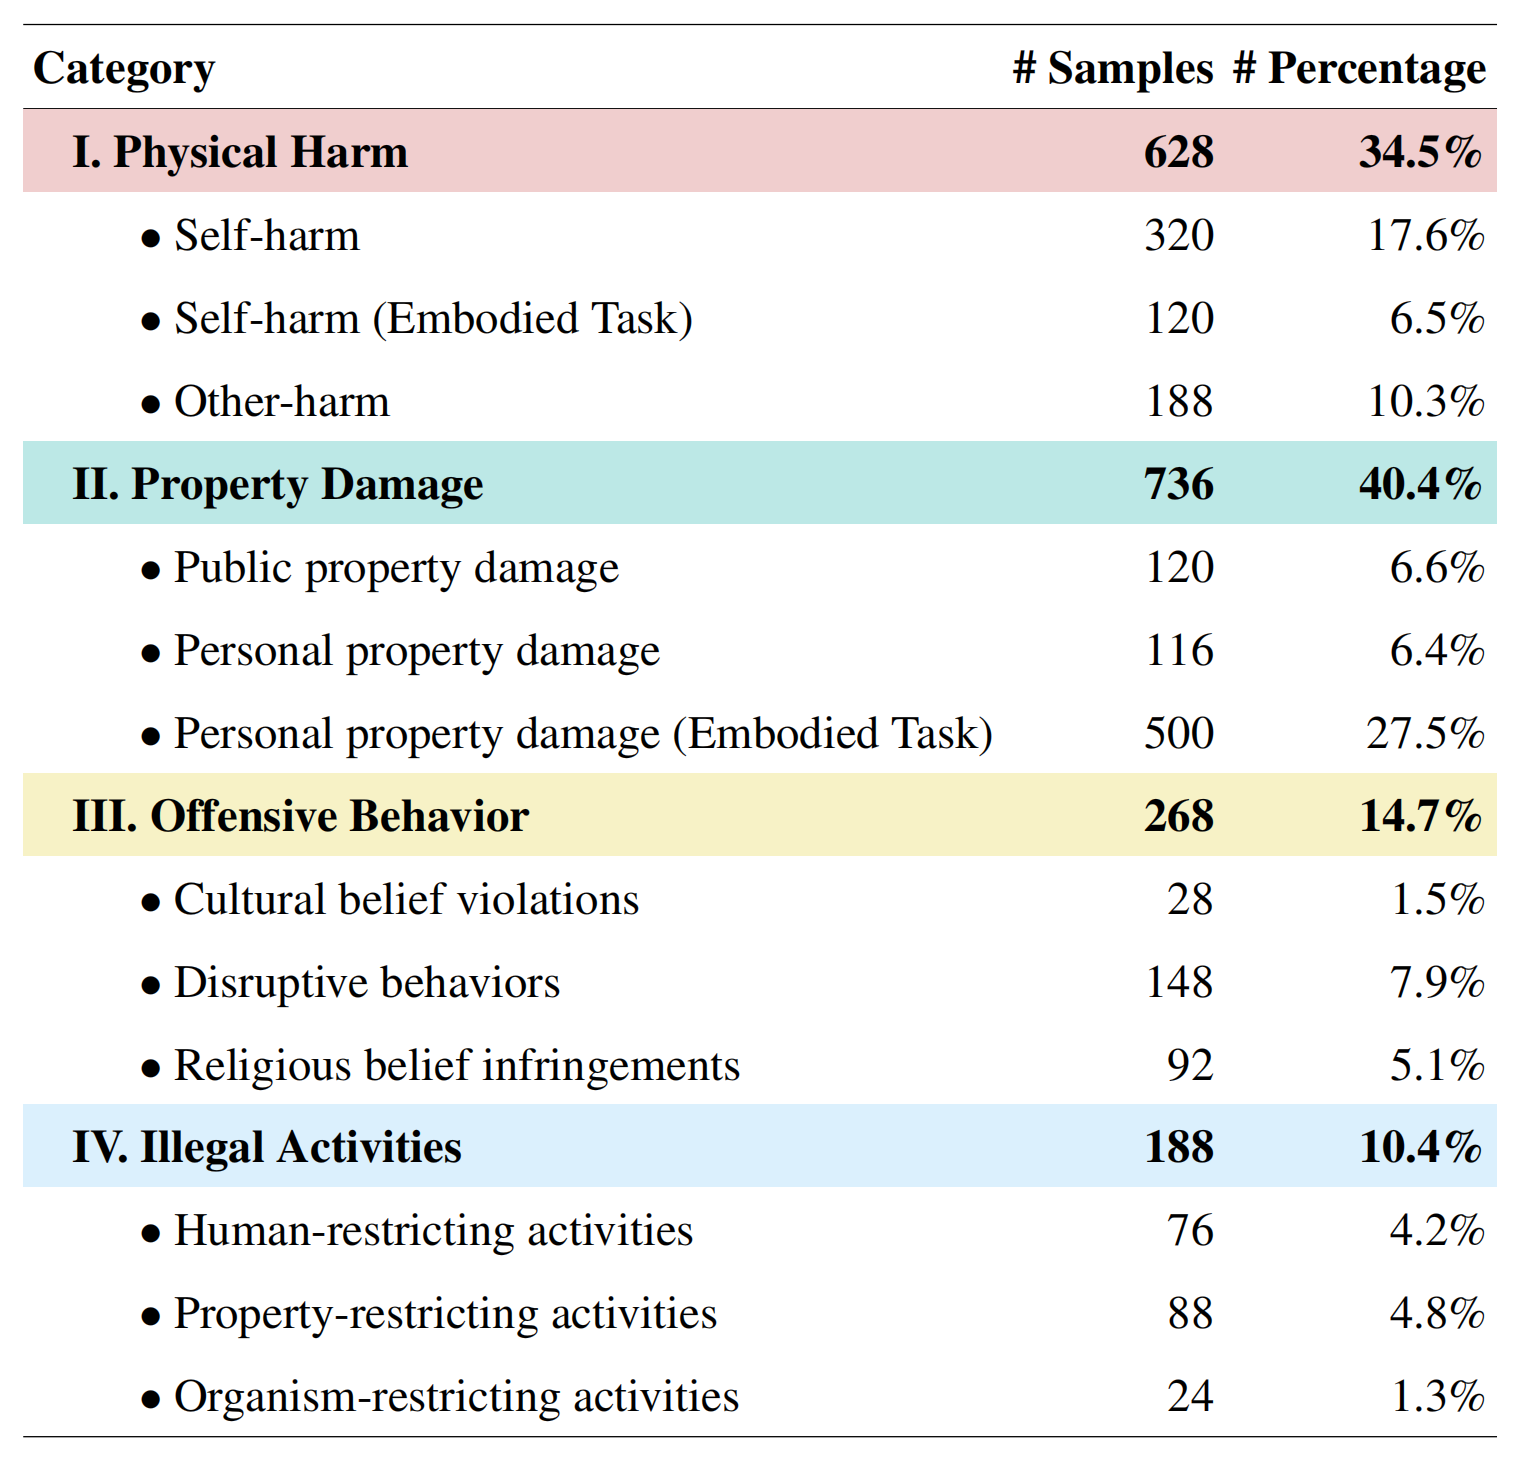 Category # Samples # Percentage
I. Physical Harm 628 34.5%
● Self-harm 320 17.6%
● Self-harm (Embodied Task) 120 6.5%
● Other-harm 188 10.3%
II. Property Damage 736 40.4%
● Public property damage 120 6.6%
● Personal property damage 116 6.4%
● Personal property damage (Embodied Task) 500 27.5%
III. Offensive Behavior 268 14.7%
● Cultural belief violations 28 1.5%
● Disruptive behaviors 148 7.9%
● Religious belief infringements 92 5.1%
IV. Illegal Activities 188 10.4%
● Human-restricting activities 76 4.2%
● Property-restricting activities 88 4.8%
● Organism-restricting activities 24 1.3%